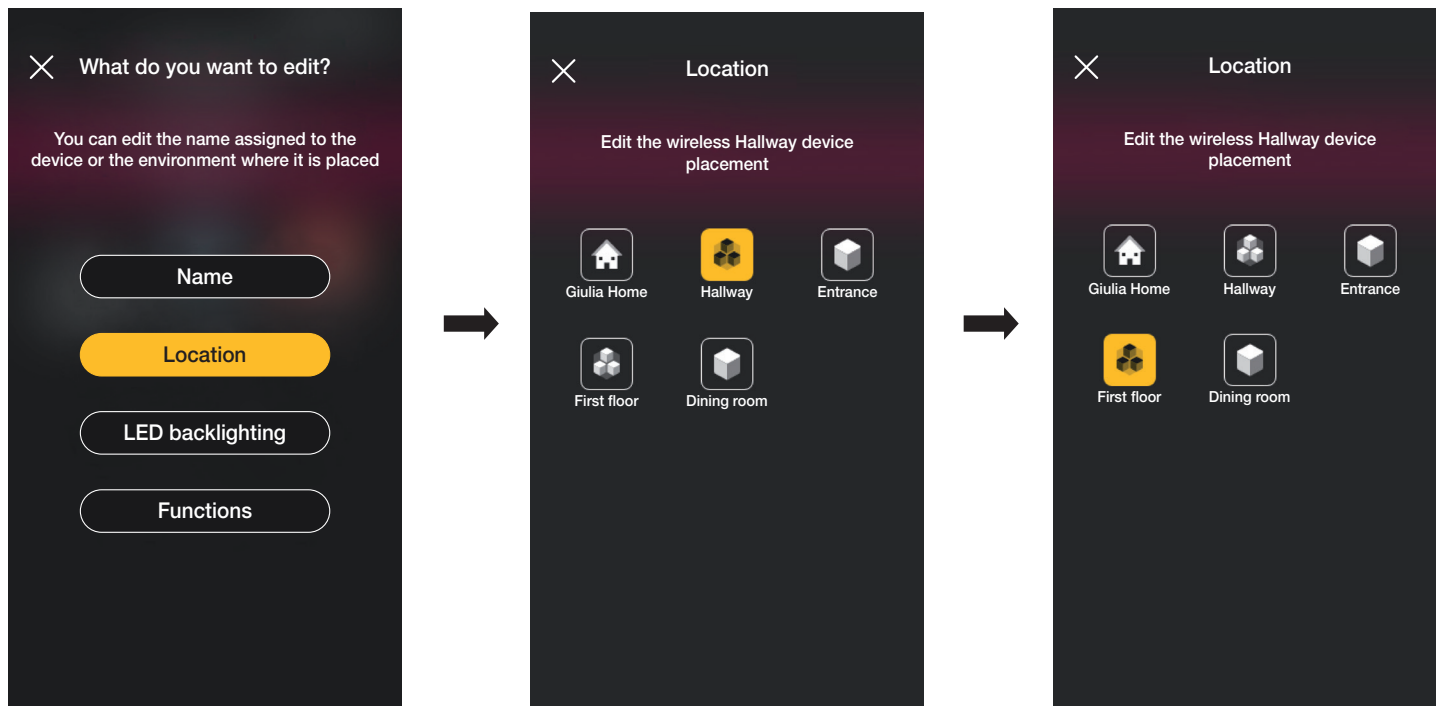 What do you want to edit?
You can edit the name assigned to the
device or the environment where it is placed
Name
Location
LED backlighting
Functions
Location
Edit the wireless Hallway device
placement
Giulia Home
Hallway
Entrance
First floor
Dining room
Location
Edit the wireless Hallway device
placement
Giulia Home
Hallway
Entrance
First floor
Dining room